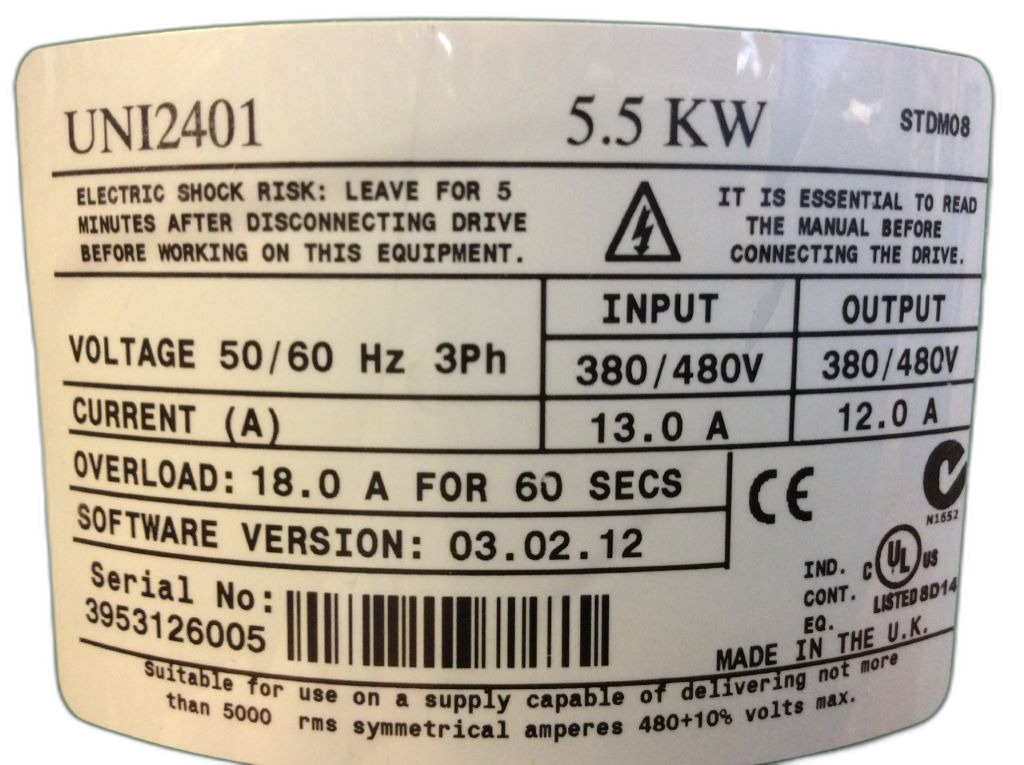 UNI2401 5.5 KW STDM08
ELECTRIC SHOCK RISK: LEAVE FOR 5
MINUTES AFTER DISCONNECTING DRIVE
BEFORE WORKING ON THIS EQUIPMENT.
IT IS ESSENTIAL TO READ
THE MANUAL BEFORE
CONNECTING THE DRIVE.
INPUT OUTPUT
VOLTAGE 50/60 Hz 3Ph 380/480V 380/480V
CURRENT (A) 13.0 A 12.0 A
OVERLOAD: 18.0 A FOR 60 SECS
SOFTWARE VERSION: 03.02.12
CE
N1652
Serial No:
3953126005
IND.
CONT.
EQ.
C UL US
LISTED 8D14
MADE IN THE U.K.
Suitable for use on a supply capable of delivering not more
than 5000 rms symmetrical amperes 480+10% volts max.